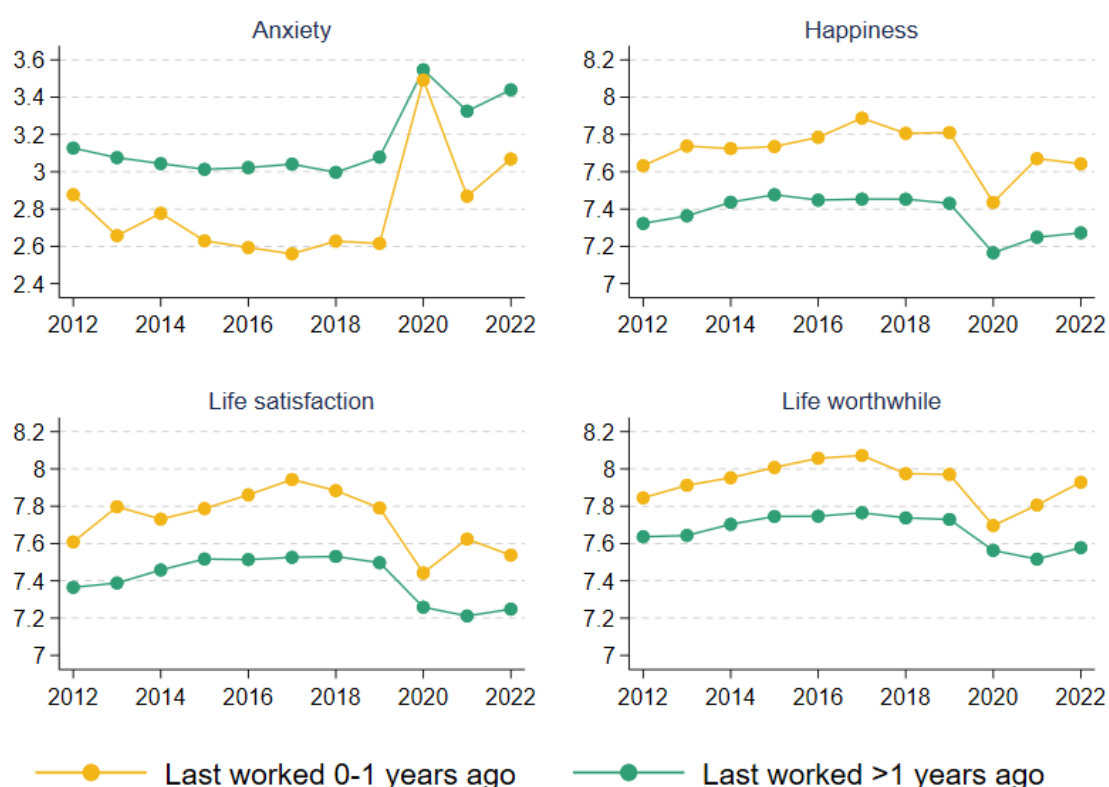 Anxiety
3.6
3.4
3.2
3
2.8
2.6
2.4
2012 2014 2016 2018 2020 2022
Happiness
8.2
8
7.8
7.6
7.4
7.2
7
2012 2014 2016 2018 2020 2022
Life satisfaction
8.2
8
7.8
7.6
7.4
7.2
7
2012 2014 2016 2018 2020 2022
Life worthwhile
8.2
8
7.8
7.6
7.4
7.2
7
2012 2014 2016 2018 2020 2022
Last worked 0-1 years ago
Last worked >1 years ago